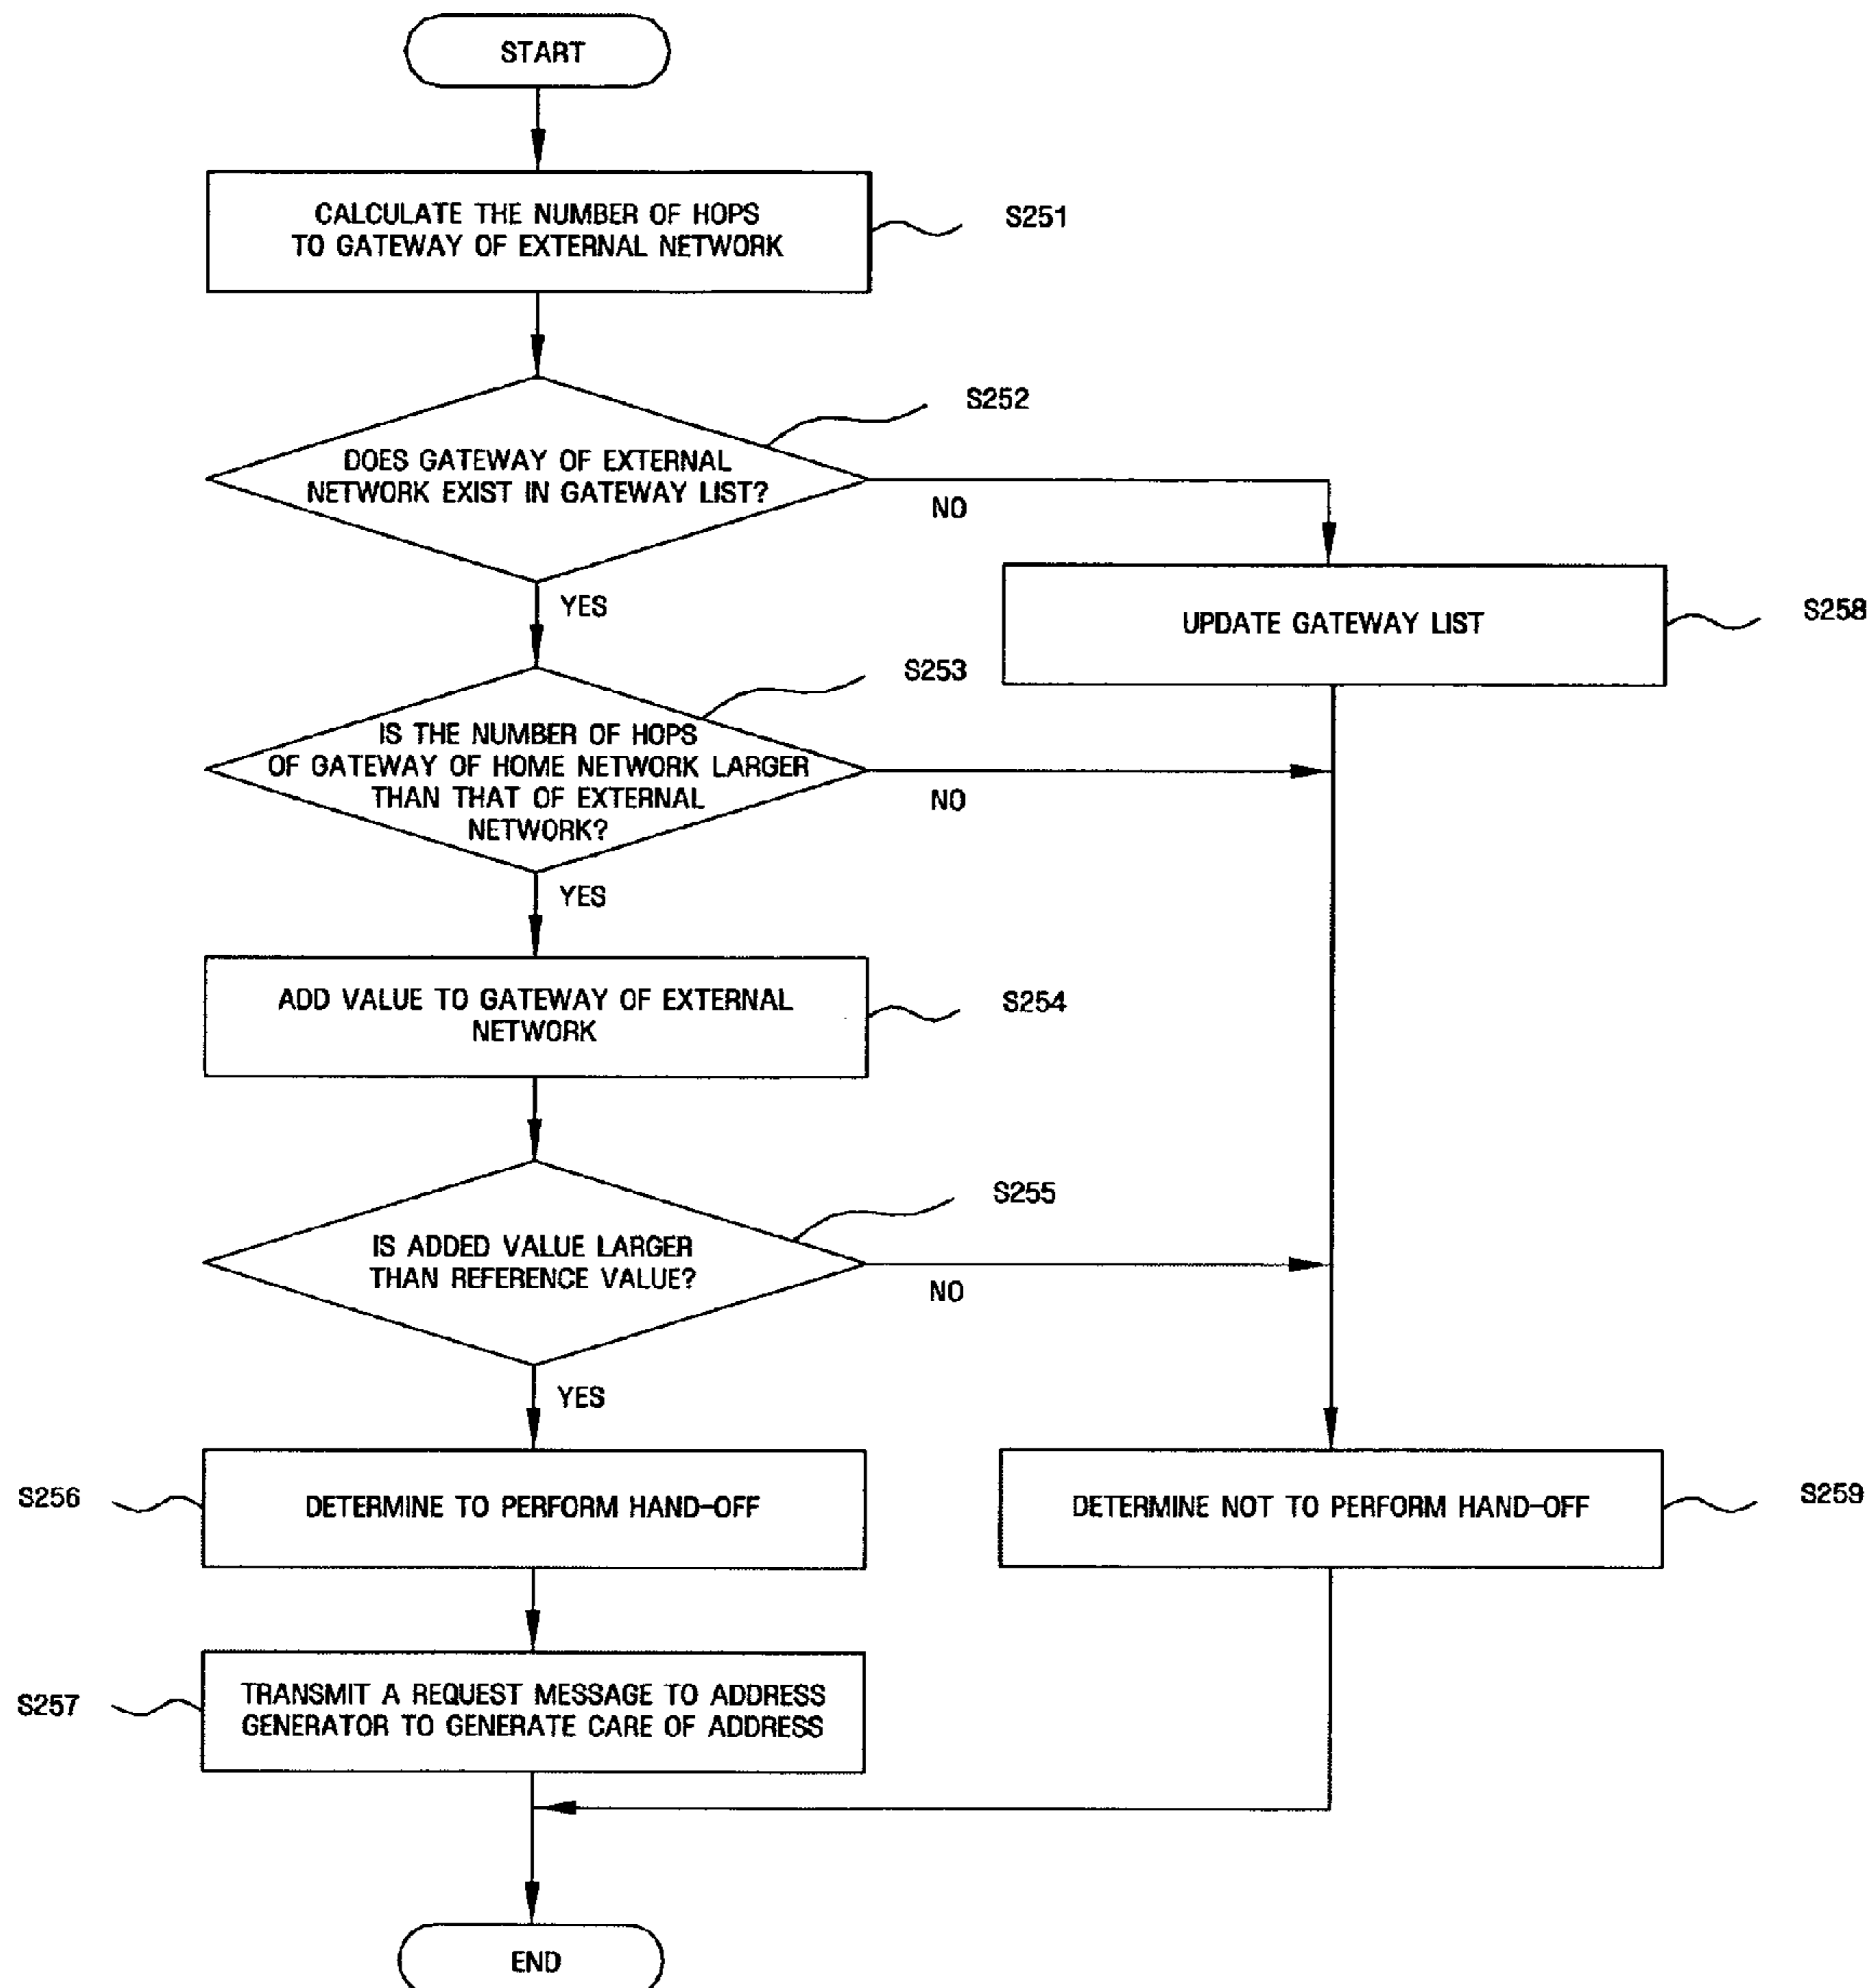 START
CALCULATE THE NUMBER OF HOPS
TO GATEWAY OF EXTERNAL NETWORK
S251
S252
DOES GATEWAY OF EXTERNAL
NETWORK EXIST IN GATEWAY LIST?
NO
YES
UPDATE GATEWAY LIST
S258
S253
IS THE NUMBER OF HOPS
OF GATEWAY OF HOME NETWORK LARGER
THAN THAT OF EXTERNAL
NETWORK?
NO
YES
ADD VALUE TO GATEWAY OF EXTERNAL
NETWORK
S254
S255
IS ADDED VALUE LARGER
THAN REFERENCE VALUE?
NO
YES
S256
DETERMINE TO PERFORM HAND-OFF
DETERMINE NOT TO PERFORM HAND-OFF
S259
S257
TRANSMIT A REQUEST MESSAGE TO ADDRESS
GENERATOR TO GENERATE CARE OF ADDRESS
END